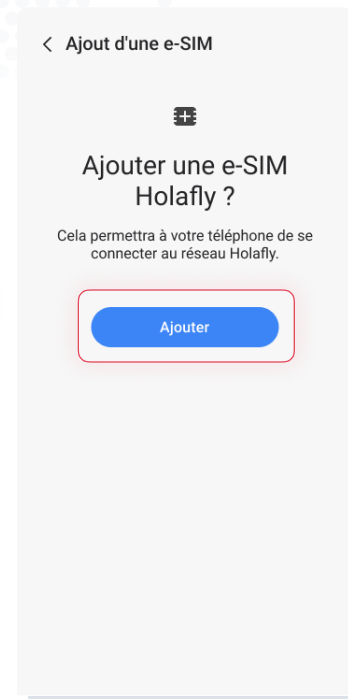 Ajout d'une e-SIM
Ajouter une e-SIM
Holafly ?
Cela permettra à votre téléphone de se
connecter au réseau Holafly.
Ajouter